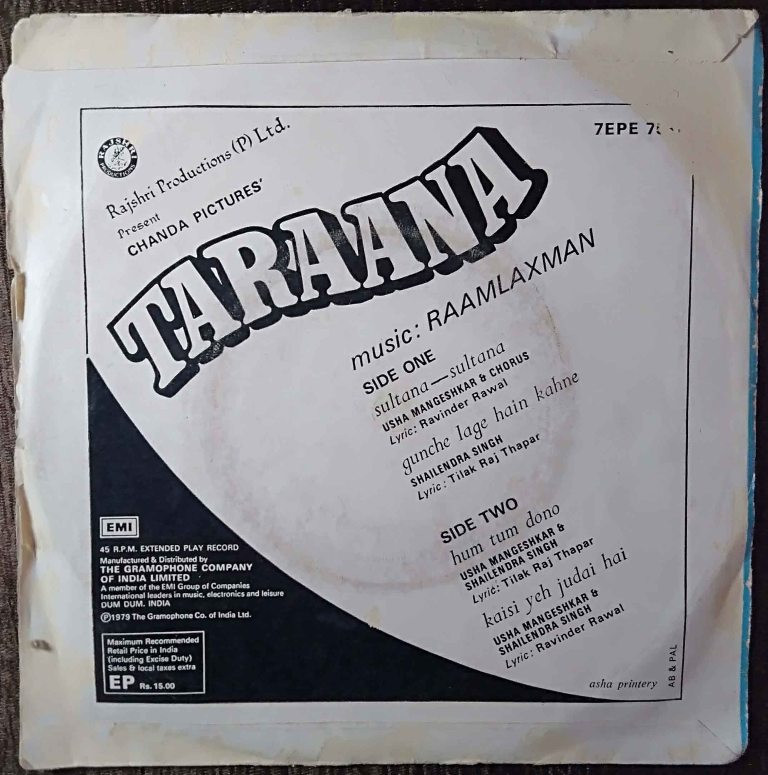 RAJSHRI
PRODUCTIONS
Rajshri Productions (P) Ltd.
Present
CHANDA PICTURES'
7EPE
TARAANA
music: RAAMLAXMAN
SIDE ONE
sultana—sultana
USHA MANGESHKAR & CHORUS
Lyric: Ravinder Rawal
gunche lage hain kahne
SHAILENDRA SINGH
Lyric: Tilak Raj Thapar
SIDE TWO
hum tum dono
USHA MANGESHKAR &
SHAILENDRA SINGH
Lyric: Tilak Raj Thapar
kaisi yeh judai hai
USHA MANGESHKAR &
SHAILENDRA SINGH
Lyric: Ravinder Rawal
EMI
45 R.P.M. EXTENDED PLAY RECORD
Manufactured & Distributed by
THE GRAMOPHONE COMPANY
OF INDIA LIMITED
A member of the EMI Group of Companies
International leaders in music, electronics and leisure
DUM DUM. INDIA
℗1979 The Gramophone Co. of India Ltd.
Maximum Recommended
Retail Price in India
(including Excise Duty)
Sales & local taxes extra
EP Rs. 15.00
asha printery
AB & PAL